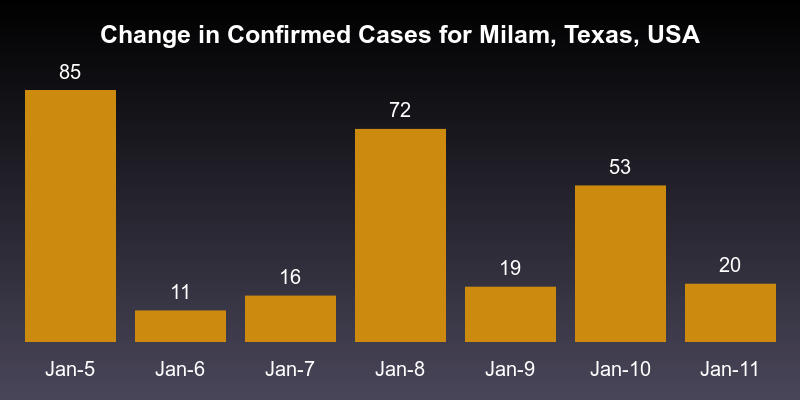 Change in Confirmed Cases for Milam, Texas, USA
85
11
16
72
19
53
20
Jan-5
Jan-6
Jan-7
Jan-8
Jan-9
Jan-10
Jan-11